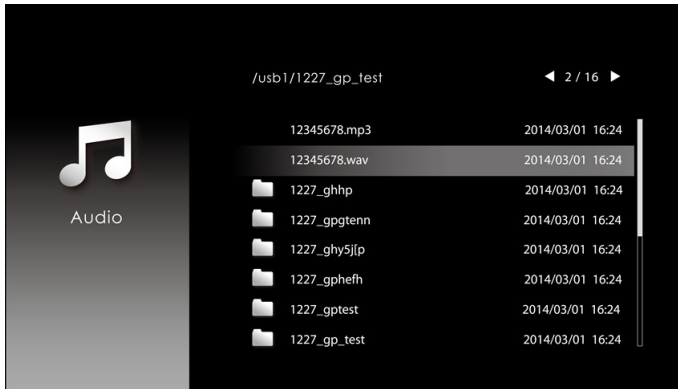 /usb1/1227_gp_test 2 / 16
12345678.mp3 2014/03/01 16:24
12345678.wav 2014/03/01 16:24
1227_ghhp 2014/03/01 16:24
Audio
1227_gpgtenn 2014/03/01 16:24
1227_ghy5j[p 2014/03/01 16:24
1227_gphefh 2014/03/01 16:24
1227_gptest 2014/03/01 16:24
1227_gp_test 2014/03/01 16:24